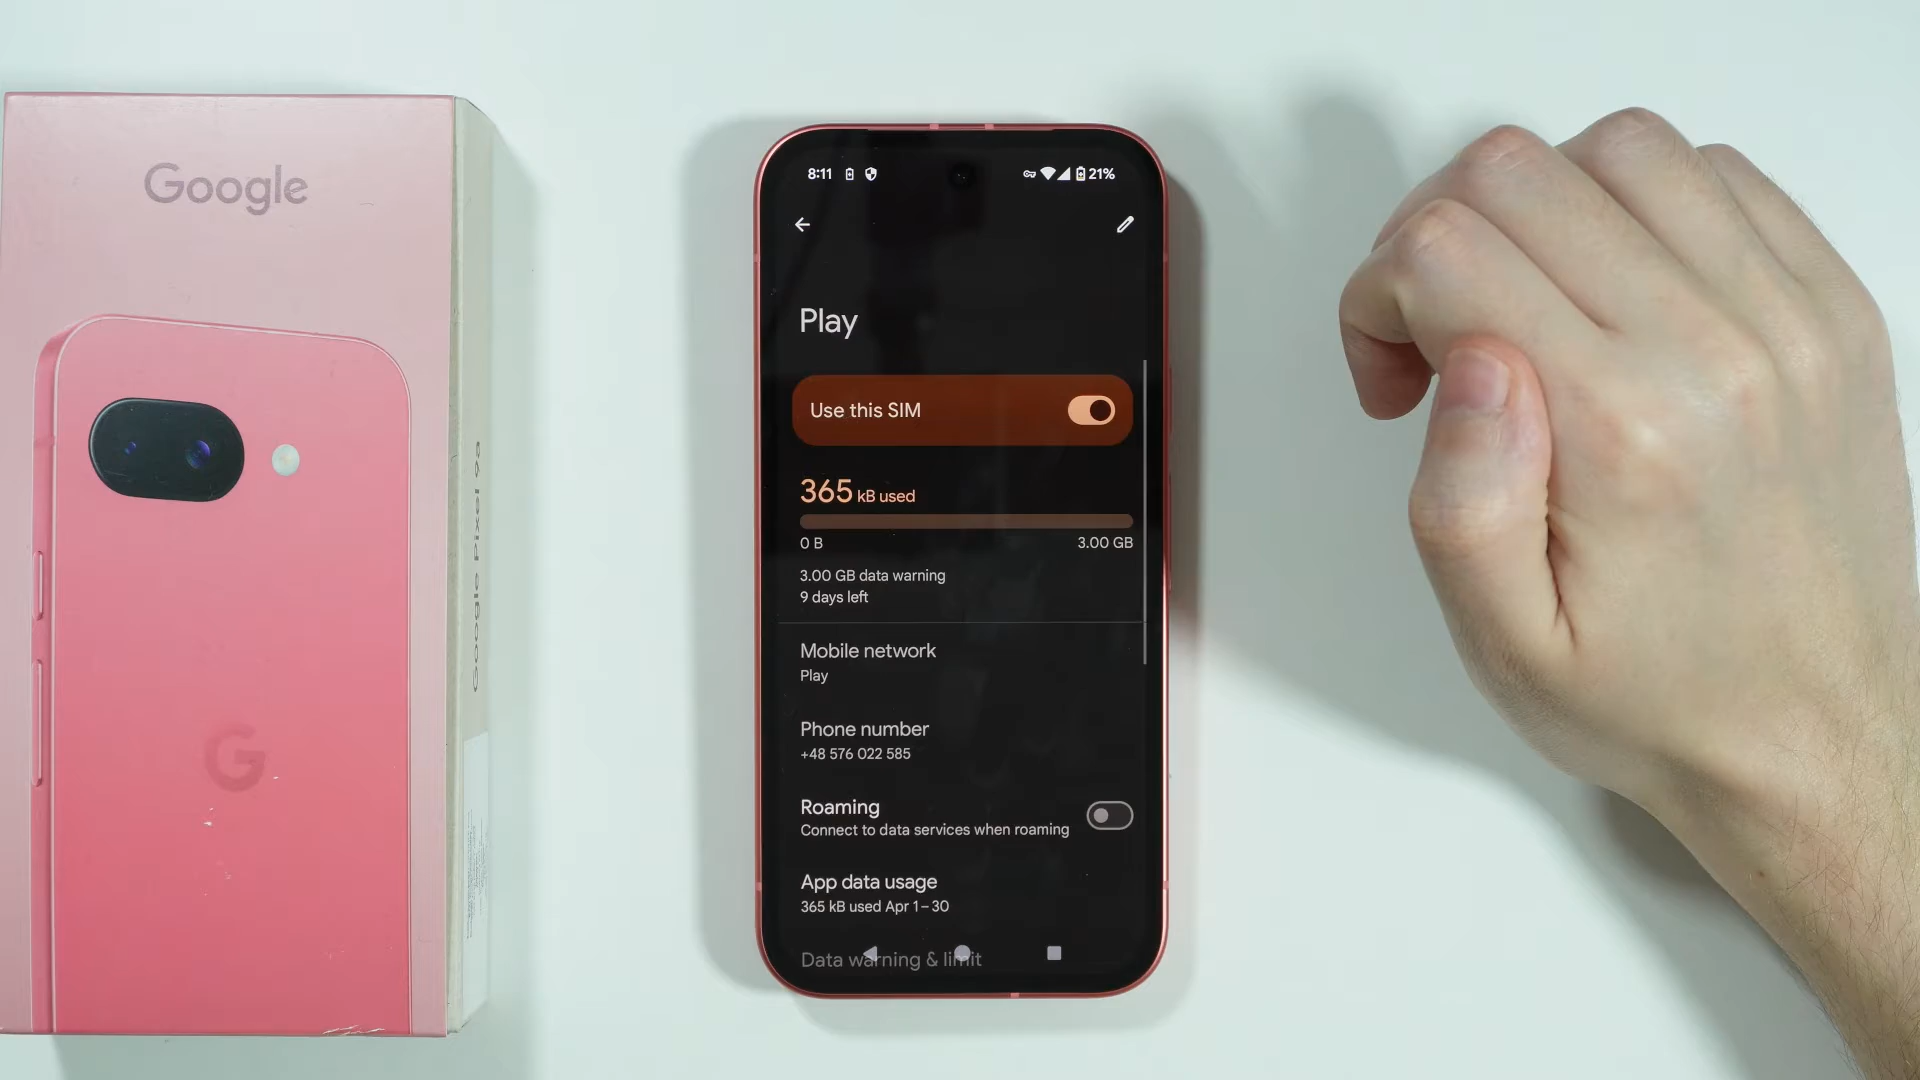 Google
Google Pixel 9a
8:11
21%
Play
Use this SIM
365 kB used
0 B
3.00 GB
3.00 GB data warning
9 days left
Mobile network
Play
Phone number
+48 576 022 585
Roaming
Connect to data services when roaming
App data usage
365 kB used Apr 1 – 30
Data warning & limit